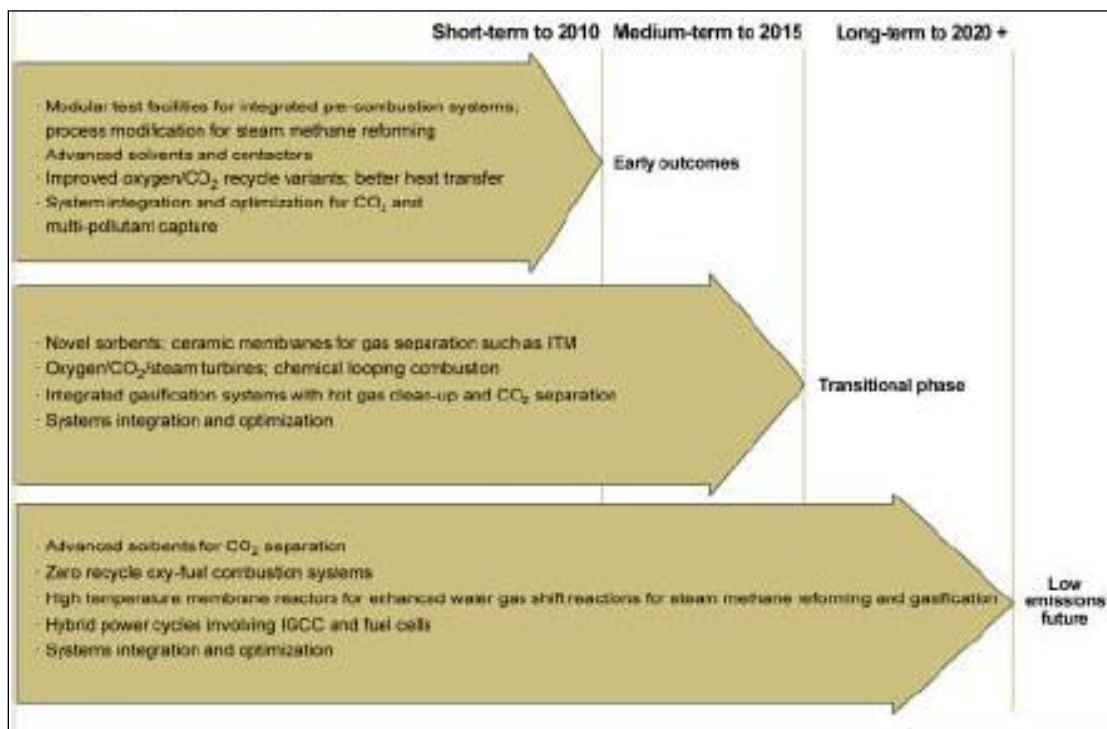 Short-term to 2010 Medium-term to 2015 Long-term to 2020 +
· Modular test facilities for integrated pre-combustion systems;
process modification for steam methane reforming
· Advanced solvents and contactors
· Improved oxygen/CO₂ recycle variants; better heat transfer
· System integration and optimization for CO₂ and
multi-pollutant capture
Early outcomes
· Novel sorbents; ceramic membranes for gas separation such as ITM
· Oxygen/CO₂/steam turbines; chemical looping combustion
· Integrated gasification systems with hot gas clean-up and CO₂ separation
· Systems integration and optimization
Transitional phase
· Advanced sorbents for CO₂ separation
· Zero recycle oxy-fuel combustion systems
· High temperature membrane reactors for enhanced water gas shift reactions for steam methane reforming and gasification
· Hybrid power cycles involving IGCC and fuel cells
· Systems integration and optimization
Low
emissions
future